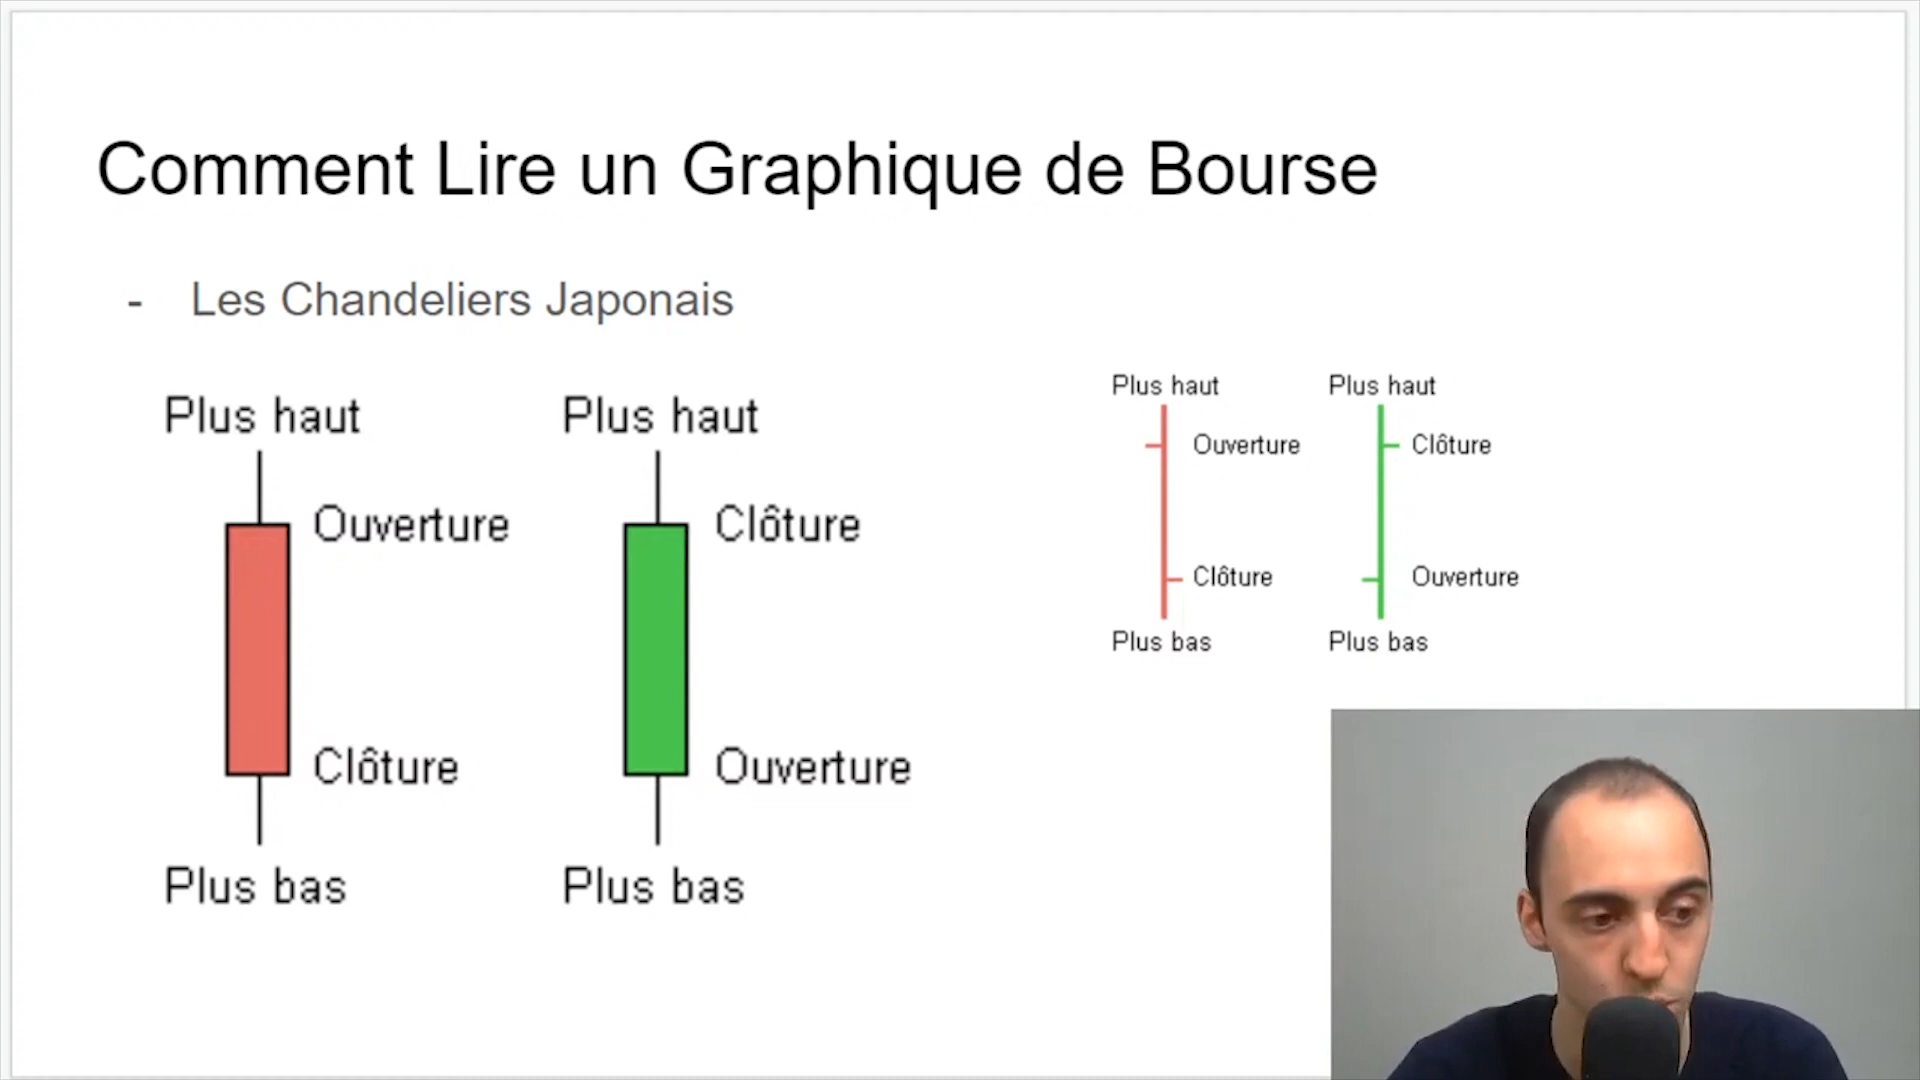 Comment Lire un Graphique de Bourse
- Les Chandeliers Japonais
Plus haut
Ouverture
Clôture
Plus bas
Plus haut
Clôture
Ouverture
Plus bas
Plus haut
Ouverture
Clôture
Plus bas
Plus haut
Clôture
Ouverture
Plus bas